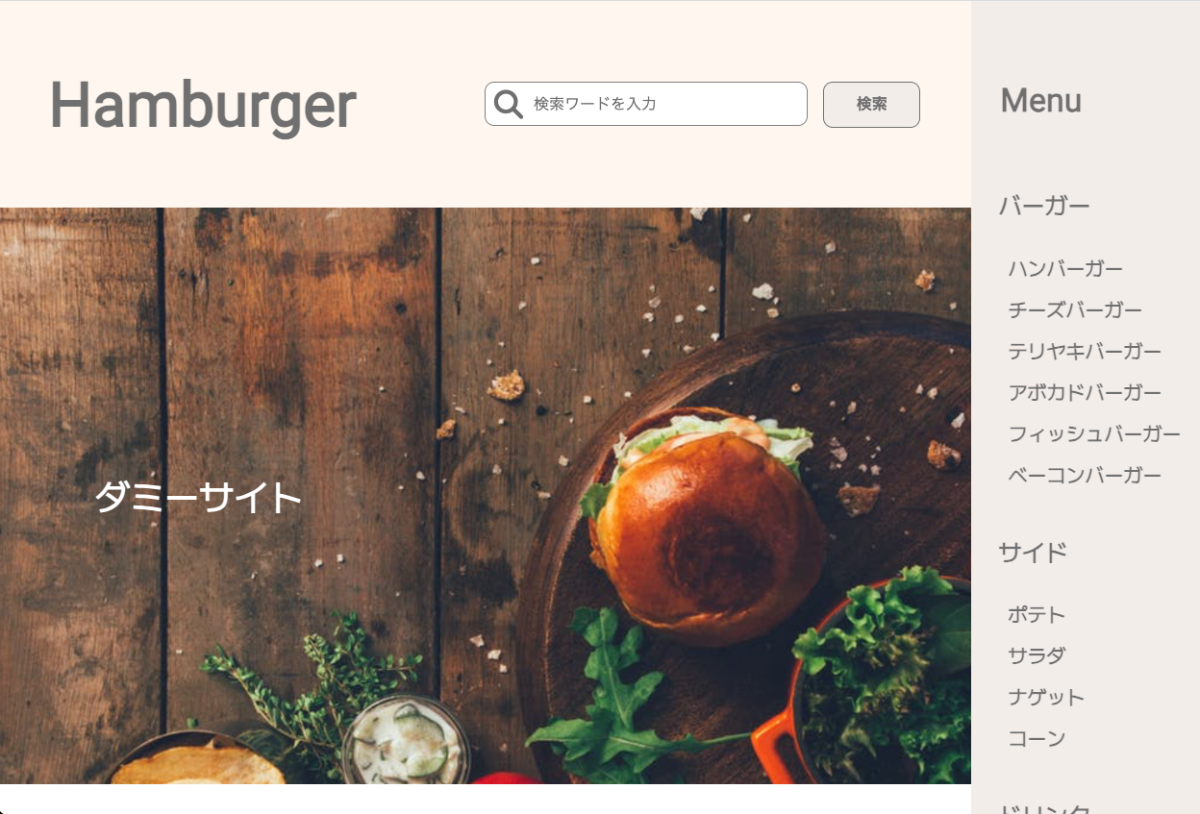 Hamburger
検索ワードを入力
検索
ダミーサイト
Menu
バーガー
ハンバーガー
チーズバーガー
テリヤキバーガー
アボカドバーガー
フィッシュバーガー
ベーコンバーガー
サイド
ポテト
サラダ
ナゲット
コーン
ドリンク